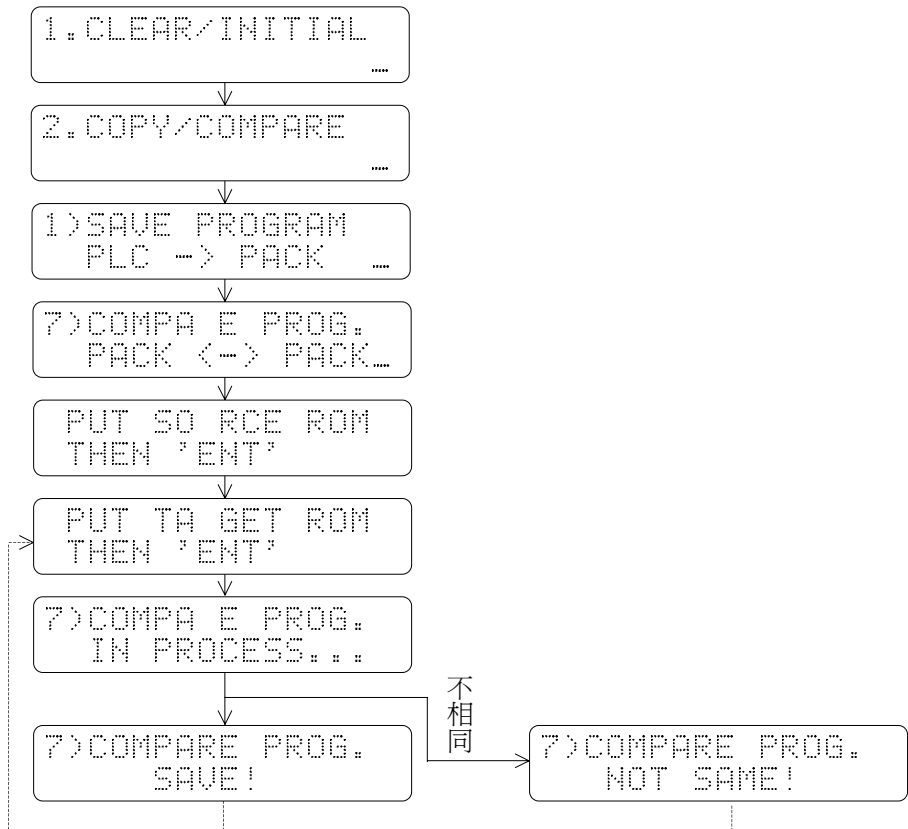 1.CLEAR/INITIAL
.....
2.COPY/COMPARE
.....
1)SAVE PROGRAM
PLC -> PACK .....
7)COMPA E PROG.
PACK <-> PACK.....
PUT SO RCE ROM
THEN 'ENT'
PUT TA GET ROM
THEN 'ENT'
7)COMPA E PROG.
IN PROCESS...
不相同
7)COMPARE PROG.
SAVE!
7)COMPARE PROG.
NOT SAME!